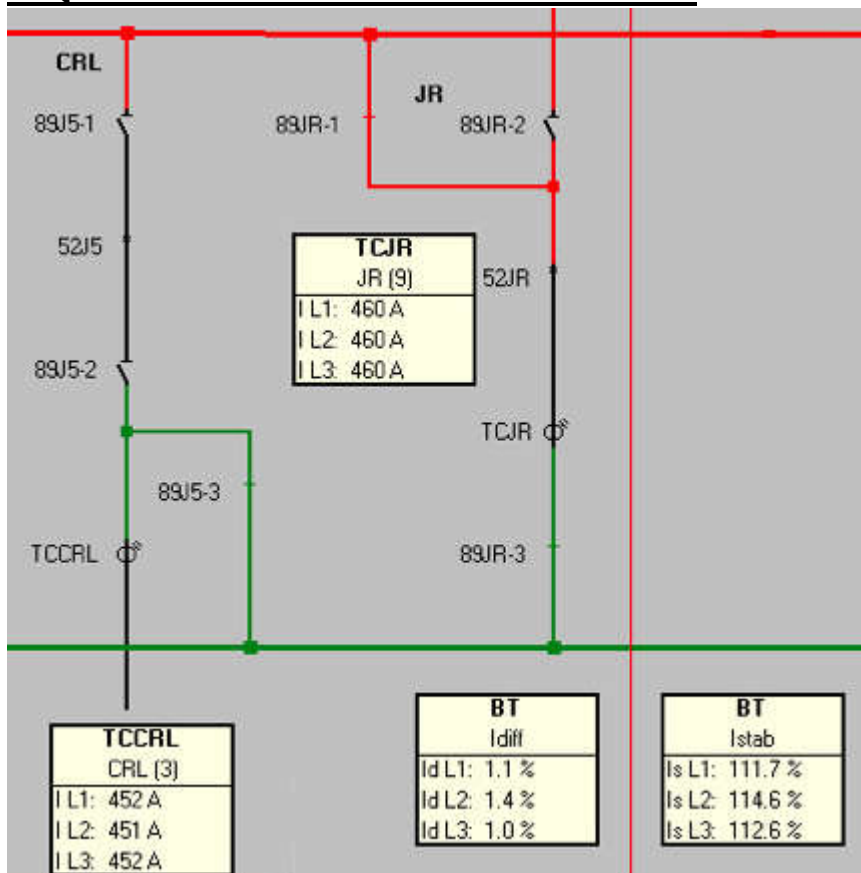 CRL
89J5-1
52J5
89J5-2
89J5-3
TCCRL
89JR-1
JR
89JR-2
TCJR
JR (9)
I L1: 460 A
I L2: 460 A
I L3: 460 A
52JR
TCJR
89JR-3
TCCRL
CRL (3)
I L1: 452 A
I L2: 451 A
I L3: 452 A
BT
Idiff
Id L1: 1.1 %
Id L2: 1.4 %
Id L3: 1.0 %
BT
Istab
Is L1: 111.7 %
Is L2: 114.6 %
Is L3: 112.6 %